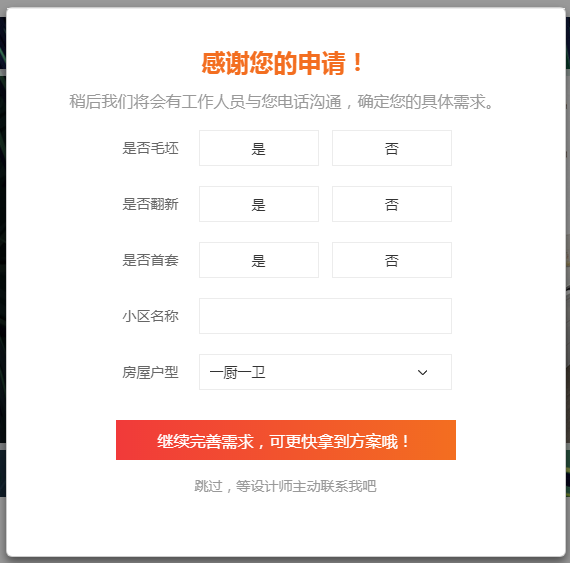 感谢您的申请！
稍后我们将会有工作人员与您电话沟通，确定您的具体需求。
是否毛坯 是 否
是否翻新 是 否
是否首套 是 否
小区名称
房屋户型 一厨一卫
继续完善需求，可更快拿到方案哦！
跳过，等设计师主动联系我吧